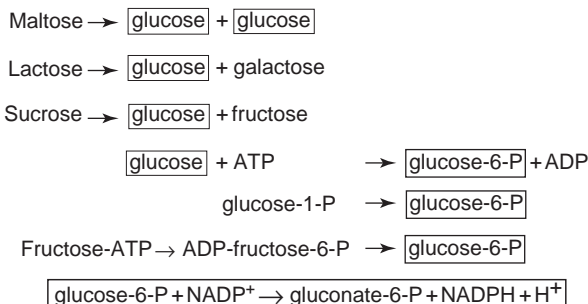 Maltose → glucose + glucose
Lactose → glucose + galactose
Sucrose → glucose + fructose
glucose + ATP → glucose-6-P + ADP
glucose-1-P → glucose-6-P
Fructose-ATP → ADP-fructose-6-P → glucose-6-P
glucose-6-P + NADP⁺ → gluconate-6-P + NADPH + H⁺